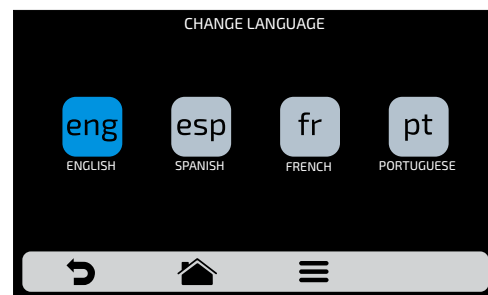 CHANGE LANGUAGE
eng esp fr pt
ENGLISH SPANISH FRENCH PORTUGUESE